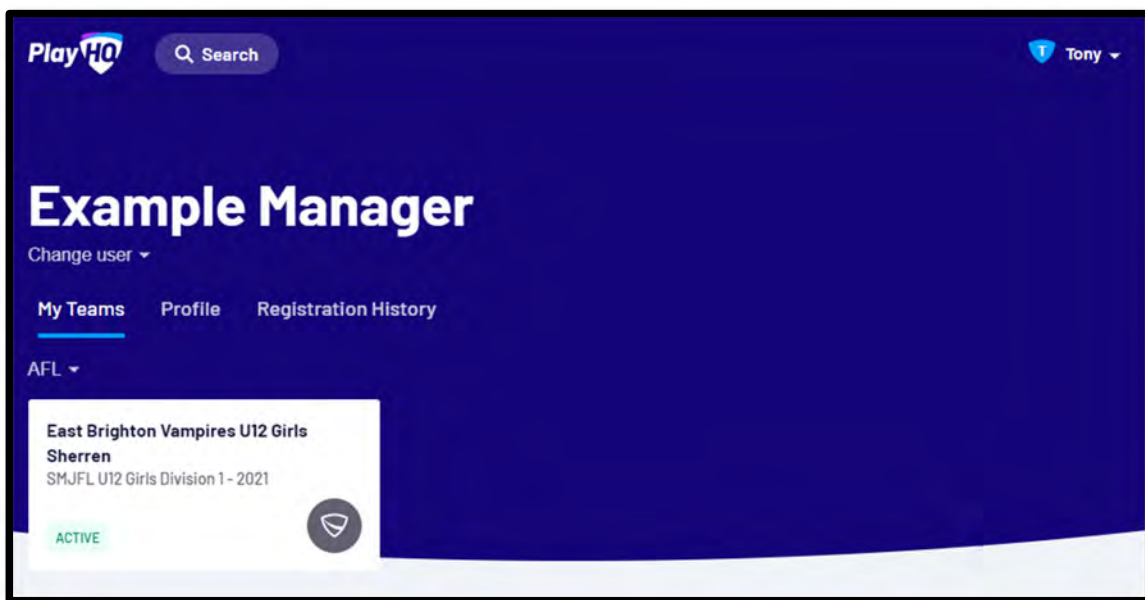 PlayHQ
Search
T Tony
Example Manager
Change user
My Teams Profile Registration History
AFL
East Brighton Vampires U12 Girls
Sherren
SMJFL U12 Girls Division 1 - 2021
ACTIVE